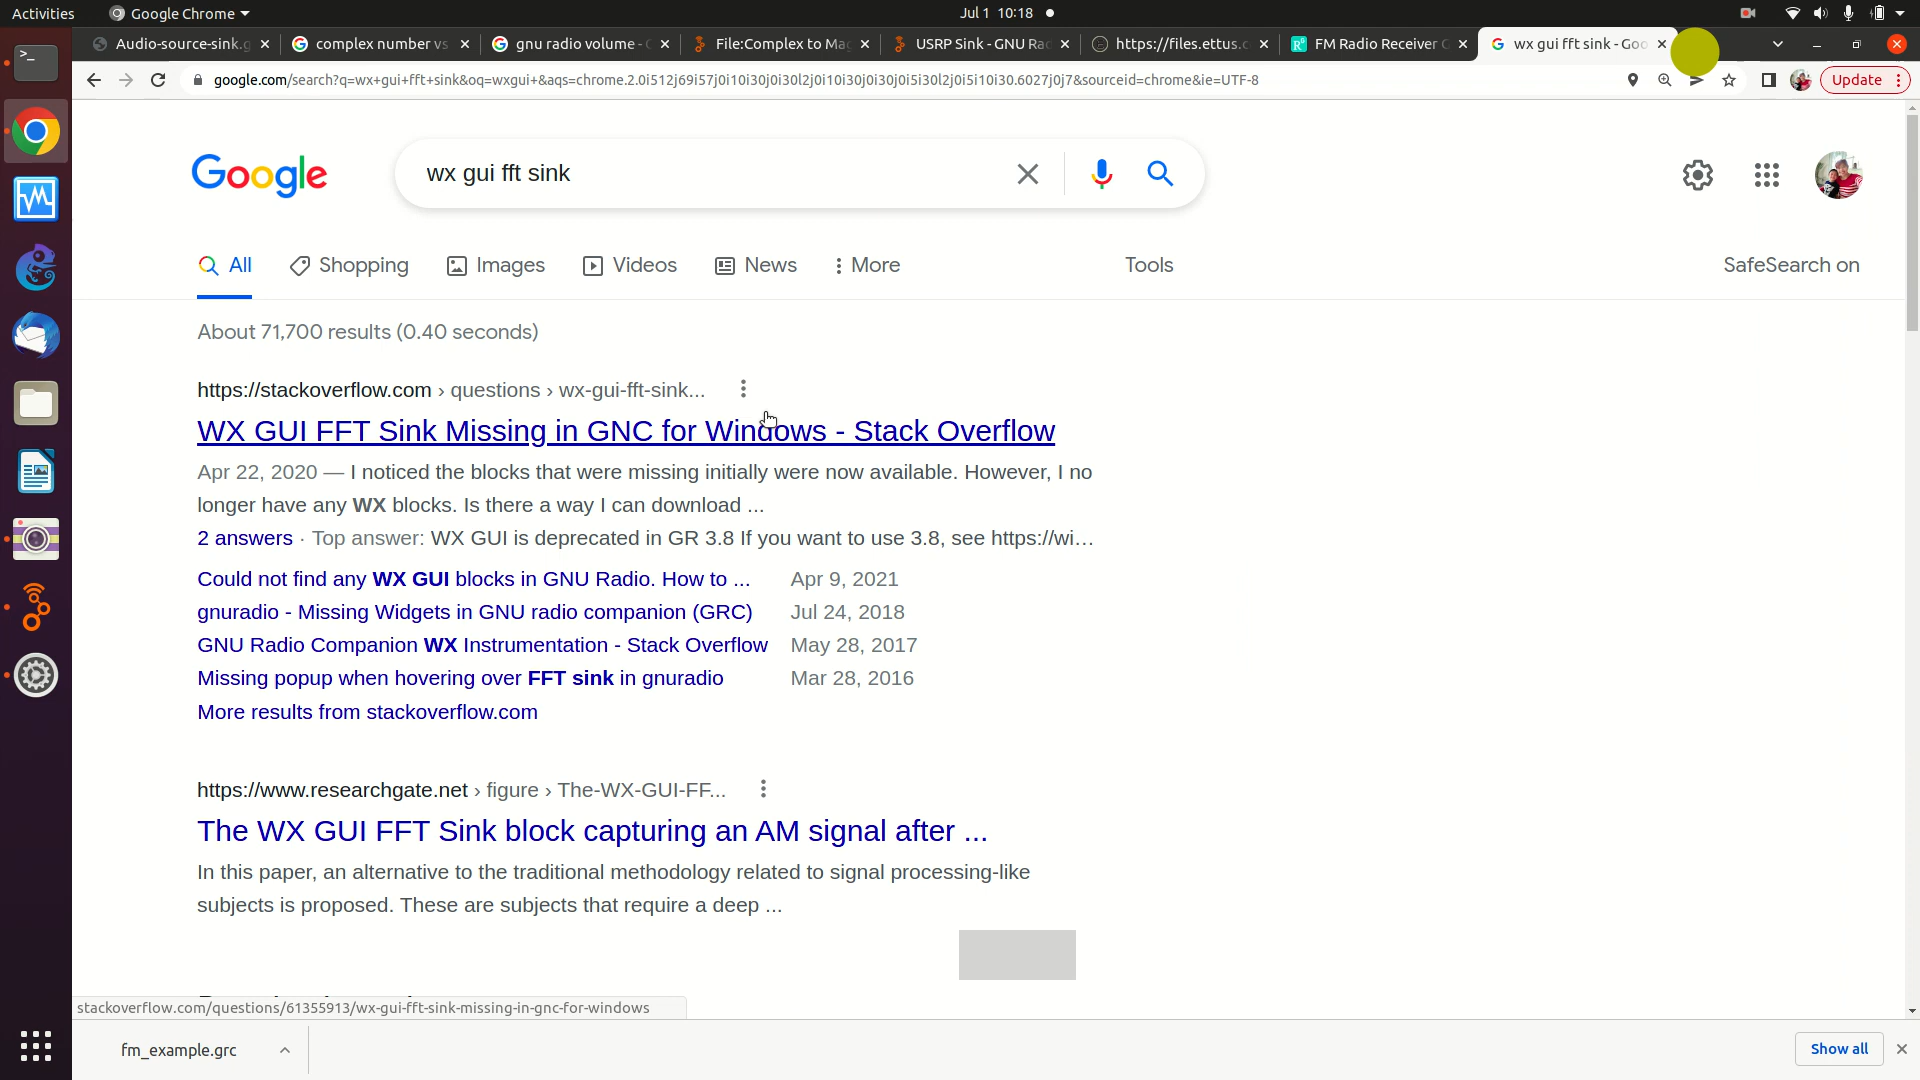 Activities
Google Chrome
Jul 1 10:18
Audio-source-sink.g
complex number vs
gnu radio volume - G
File:Complex to Mag
USRP Sink - GNU Rad
https://files.ettus.c
FM Radio Receiver
wx gui fft sink - Goo
google.com/search?q=wx+gui+fft+sink&oq=wxgui+&aqs=chrome.2.0i512j69i57j0i10i30j0i30l2j0i10i30j0i30j0i5i30l2j0i5i10i30.6027j0j7&sourceid=chrome&ie=UTF-8
Update
Google
wx gui fft sink
All
Shopping
Images
Videos
News
More
Tools
SafeSearch on
About 71,700 results (0.40 seconds)
https://stackoverflow.com › questions › wx-gui-fft-sink...
WX GUI FFT Sink Missing in GNC for Windows - Stack Overflow
Apr 22, 2020 — I noticed the blocks that were missing initially were now available. However, I no
longer have any WX blocks. Is there a way I can download ...
2 answers · Top answer: WX GUI is deprecated in GR 3.8 If you want to use 3.8, see https://wi...
Could not find any WX GUI blocks in GNU Radio. How to ... Apr 9, 2021
gnuradio - Missing Widgets in GNU radio companion (GRC) Jul 24, 2018
GNU Radio Companion WX Instrumentation - Stack Overflow May 28, 2017
Missing popup when hovering over FFT sink in gnuradio Mar 28, 2016
More results from stackoverflow.com
https://www.researchgate.net › figure › The-WX-GUI-FF...
The WX GUI FFT Sink block capturing an AM signal after ...
In this paper, an alternative to the traditional methodology related to signal processing-like
subjects is proposed. These are subjects that require a deep ...
stackoverflow.com/questions/61355913/wx-gui-fft-sink-missing-in-gnc-for-windows
fm_example.grc
Show all